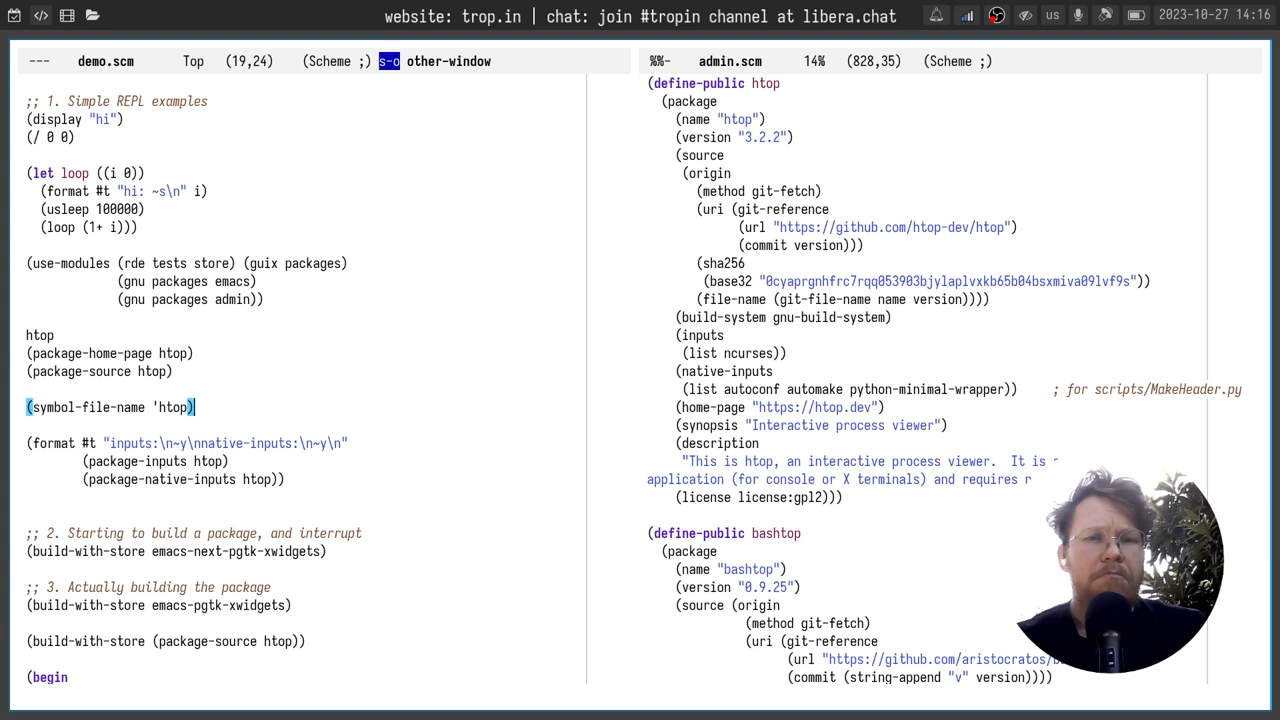 website: trop.in | chat: join #tropin channel at libera.chat
us
2023-10-27 14:16
--- demo.scm Top (19,24) (Scheme ;) s-o other-window
;; 1. Simple REPL examples
(display "hi")
(/ 0 0)
(let loop ((i 0))
(format #t "hi: ~s\n" i)
(usleep 100000)
(loop (1+ i)))
(use-modules (rde tests store) (guix packages)
(gnu packages emacs)
(gnu packages admin))
htop
(package-home-page htop)
(package-source htop)
(symbol-file-name 'htop)
(format #t "inputs:\n~y\nnative-inputs:\n~y\n"
(package-inputs htop)
(package-native-inputs htop))
;; 2. Starting to build a package, and interrupt
(build-with-store emacs-next-pgtk-xwidgets)
;; 3. Actually building the package
(build-with-store emacs-pgtk-xwidgets)
(build-with-store (package-source htop))
(begin
%%- admin.scm 14% (828,35) (Scheme ;)
(define-public htop
(package
(name "htop")
(version "3.2.2")
(source
(origin
(method git-fetch)
(uri (git-reference
(url "https://github.com/htop-dev/htop")
(commit version)))
(sha256
(base32 "0cyaprgnhfrc7rqq053903bjylaplvxkb65b04bsxmiva09lvf9s"))
(file-name (git-file-name name version))))
(build-system gnu-build-system)
(inputs
(list ncurses))
(native-inputs
(list autoconf automake python-minimal-wrapper)) ; for scripts/MakeHeader.py
(home-page "https://htop.dev")
(synopsis "Interactive process viewer")
(description
"This is htop, an interactive process viewer. It is
application (for console or X terminals) and requires
(license license:gpl2)))
(define-public bashtop
(package
(name "bashtop")
(version "0.9.25")
(source (origin
(method git-fetch)
(uri (git-reference
(url "https://github.com/aristocratos/
(commit (string-append "v" version))))